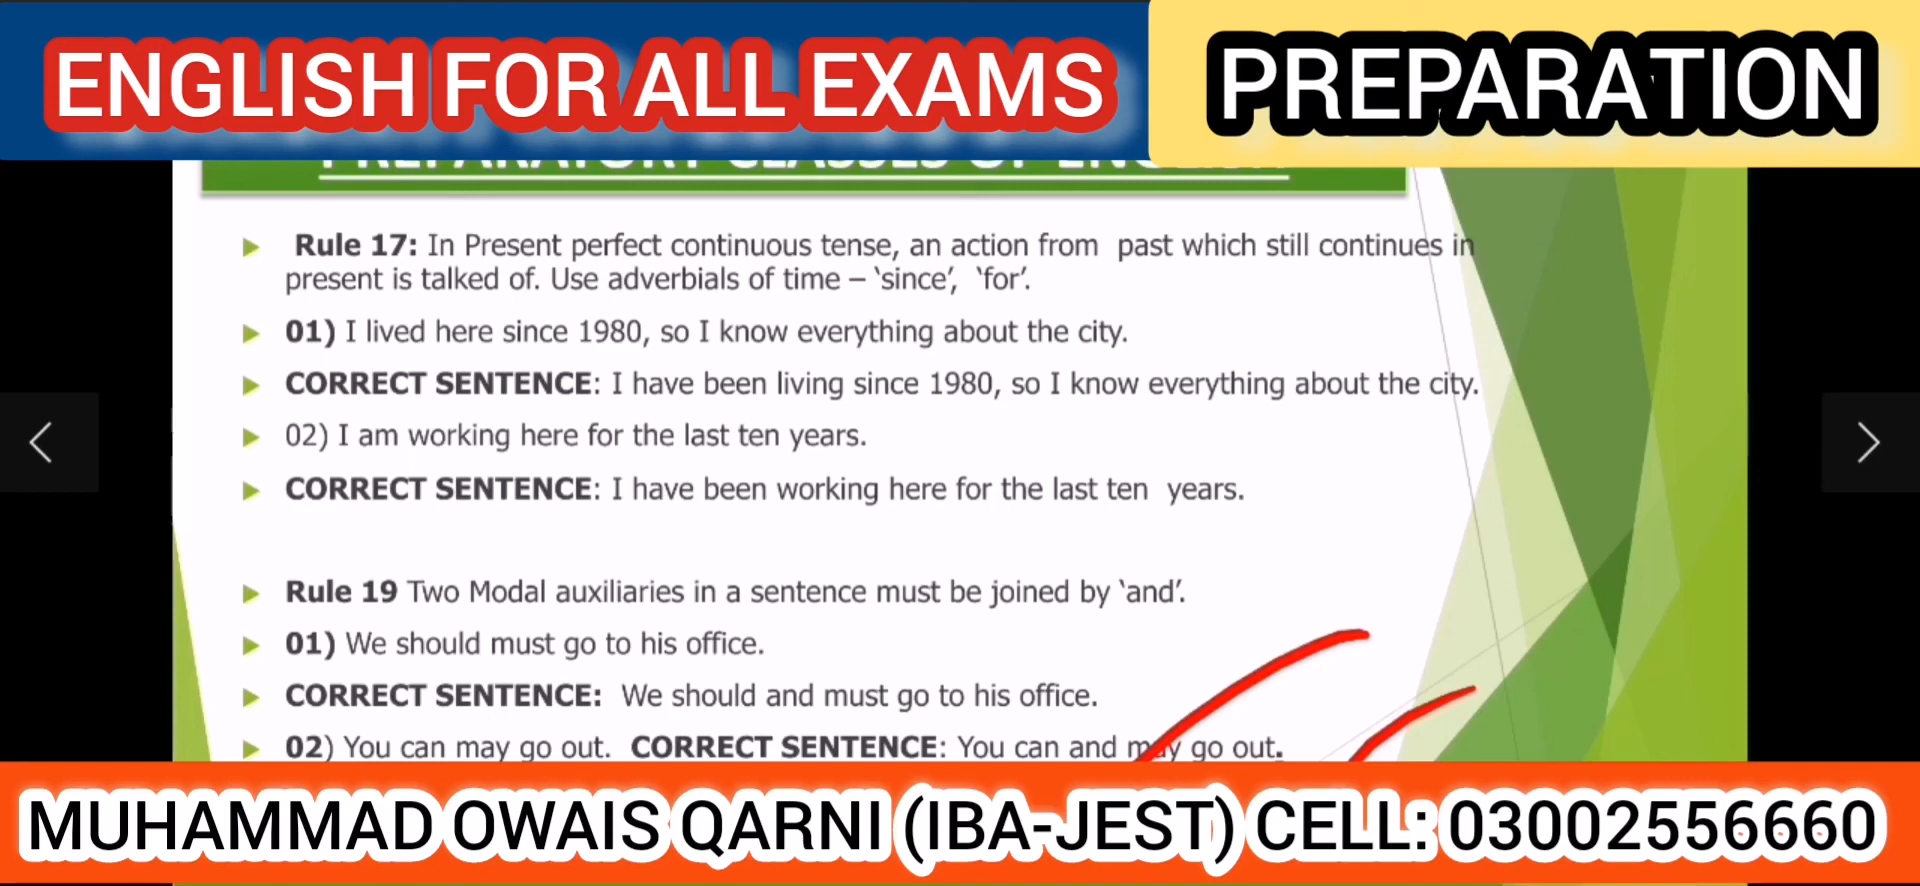 ENGLISH FOR ALL EXAMS PREPARATION
PREPARATORY CLASSES OF ENGLISH
Rule 17: In Present perfect continuous tense, an action from past which still continues in
present is talked of. Use adverbials of time – ‘since’, ‘for’.
01) I lived here since 1980, so I know everything about the city.
CORRECT SENTENCE: I have been living since 1980, so I know everything about the city.
02) I am working here for the last ten years.
CORRECT SENTENCE: I have been working here for the last ten years.
Rule 19 Two Modal auxiliaries in a sentence must be joined by ‘and’.
01) We should must go to his office.
CORRECT SENTENCE: We should and must go to his office.
02) You can may go out. CORRECT SENTENCE: You can and may go out.
MUHAMMAD OWAIS QARNI (IBA-JEST) CELL: 03002556660